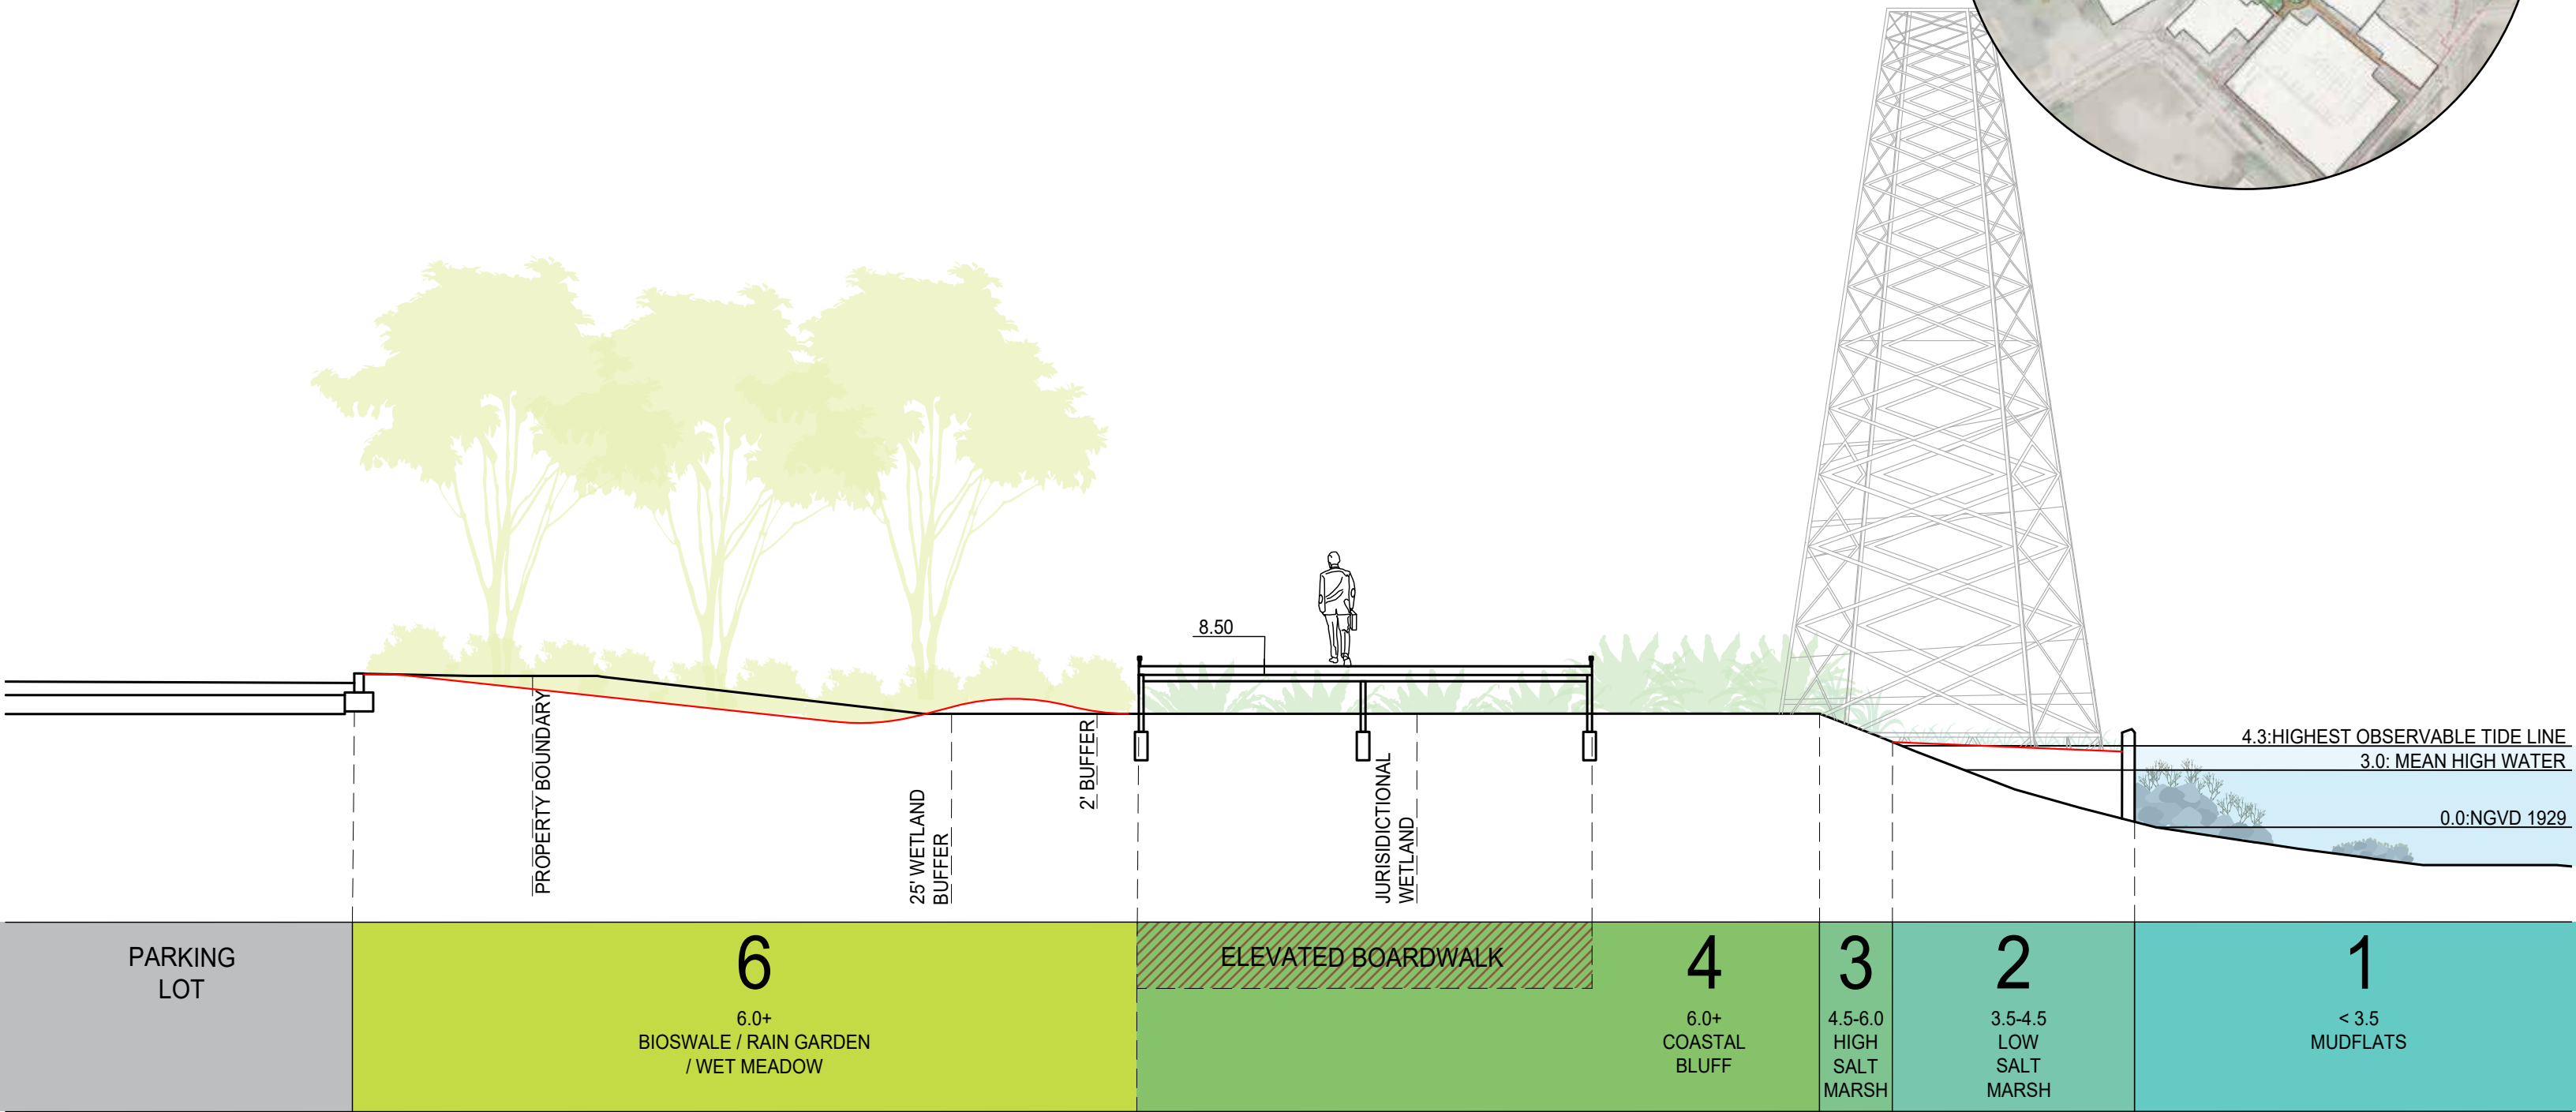 8.50
PROPERTY BOUNDARY
25' WETLAND
BUFFER
2' BUFFER
JURISIDICTIONAL
WETLAND
4.3:HIGHEST OBSERVABLE TIDE LINE
3.0: MEAN HIGH WATER
0.0:NGVD 1929
PARKING
LOT
6
6.0+
BIOSWALE / RAIN GARDEN
/ WET MEADOW
ELEVATED BOARDWALK
4
6.0+
COASTAL
BLUFF
3
4.5-6.0
HIGH
SALT
MARSH
2
3.5-4.5
LOW
SALT
MARSH
1
< 3.5
MUDFLATS